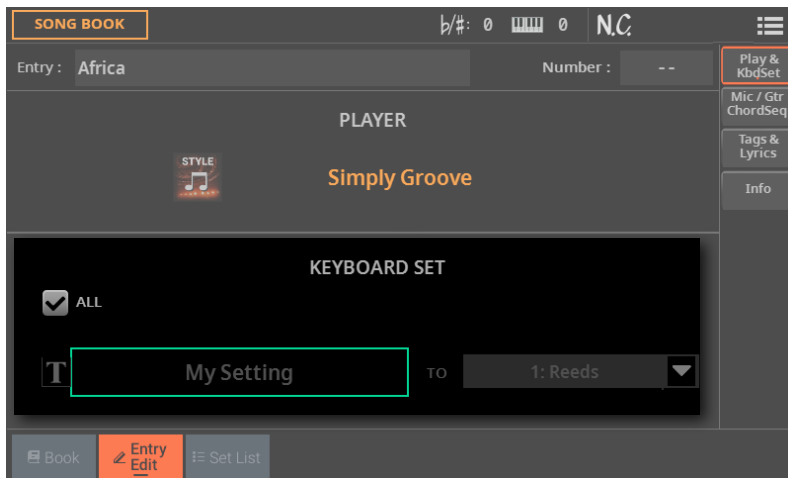 SONG BOOK
♭/♯: 0 0 N.C.
Entry : Africa Number : --
Play &
KbdSet
Mic / Gtr
ChordSeq
Tags &
Lyrics
Info
PLAYER
STYLE
Simply Groove
KEYBOARD SET
ALL
T My Setting TO 1: Reeds
Book
Entry
Edit
Set List